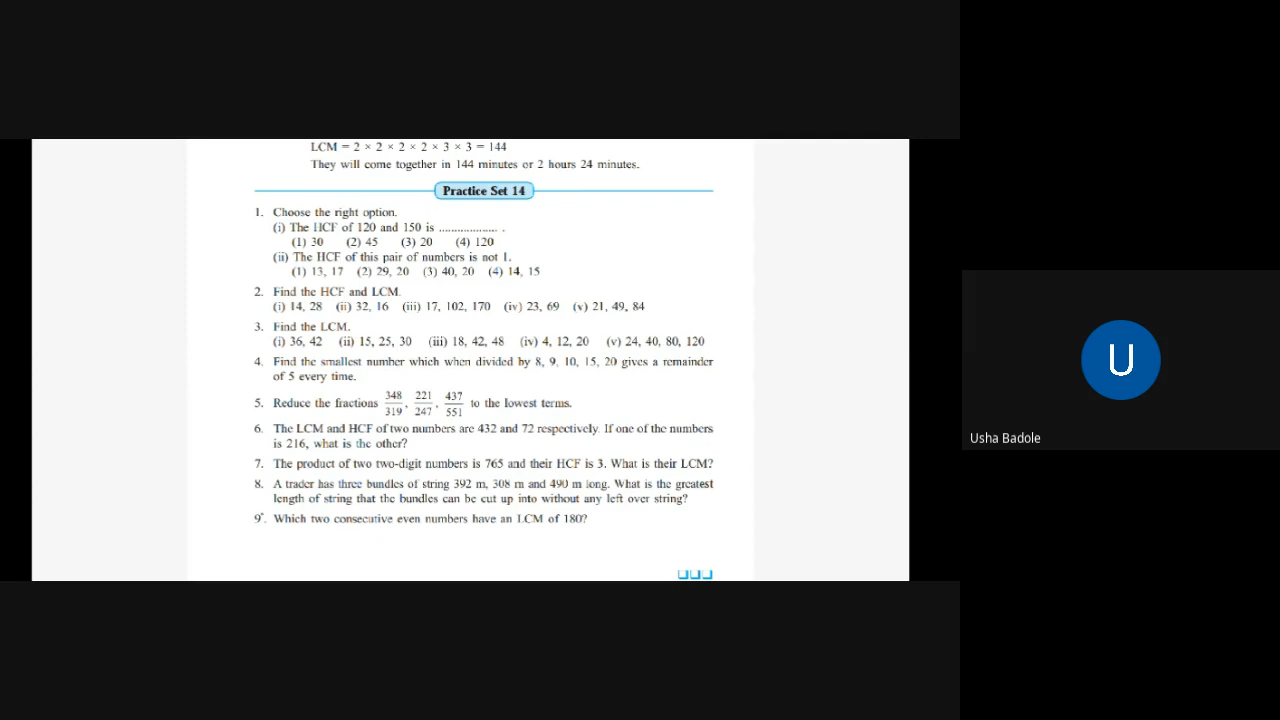 LCM = 2 × 2 × 2 × 2 × 3 × 3 = 144
They will come together in 144 minutes or 2 hours 24 minutes.
Practice Set 14
1. Choose the right option.
(i) The HCF of 120 and 150 is ................... .
(1) 30 (2) 45 (3) 20 (4) 120
(ii) The HCF of this pair of numbers is not 1.
(1) 13, 17 (2) 29, 20 (3) 40, 20 (4) 14, 15
2. Find the HCF and LCM.
(i) 14, 28 (ii) 32, 16 (iii) 17, 102, 170 (iv) 23, 69 (v) 21, 49, 84
3. Find the LCM.
(i) 36, 42 (ii) 15, 25, 30 (iii) 18, 42, 48 (iv) 4, 12, 20 (v) 24, 40, 80, 120
4. Find the smallest number which when divided by 8, 9, 10, 15, 20 gives a remainder
of 5 every time.
5. Reduce the fractions 348/319, 221/247, 437/551 to the lowest terms.
6. The LCM and HCF of two numbers are 432 and 72 respectively. If one of the numbers
is 216, what is the other?
7. The product of two two-digit numbers is 765 and their HCF is 3. What is their LCM?
8. A trader has three bundles of string 392 m, 308 m and 490 m long. What is the greatest
length of string that the bundles can be cut up into without any left over string?
9*. Which two consecutive even numbers have an LCM of 180?
U
Usha Badole